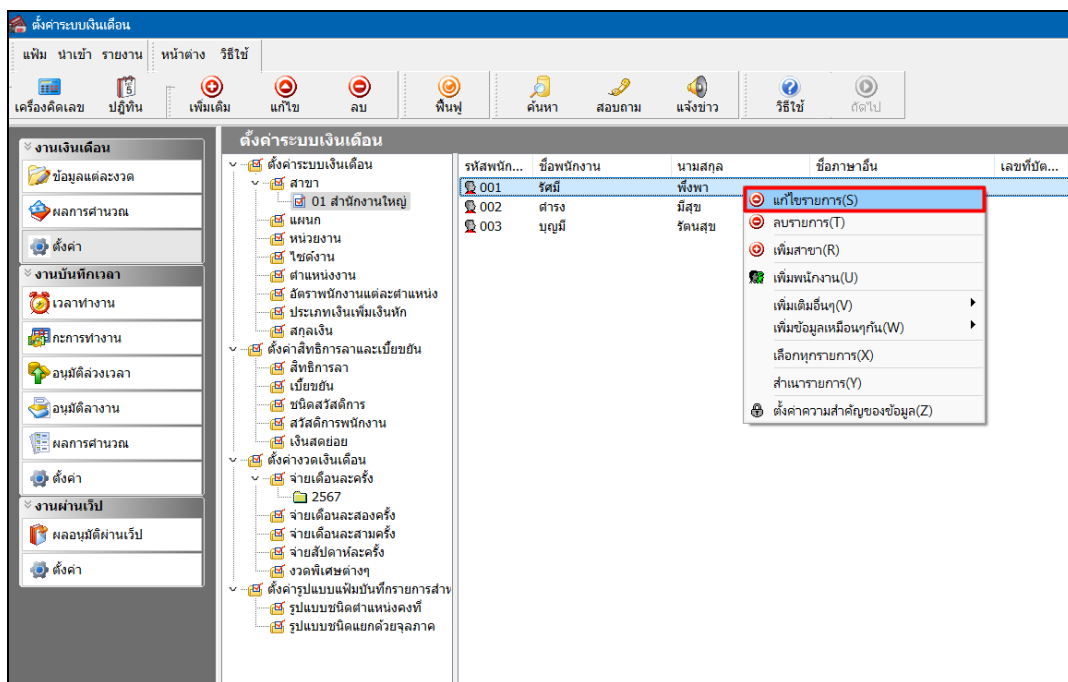 ตั้งค่าระบบเงินเดือน
แฟ้ม นำเข้า รายงาน หน้าต่าง วิธีใช้
เครื่องคิดเลข ปฏิทิน เพิ่มเติม แก้ไข ลบ ฟื้นฟู ค้นหา สอบถาม แจ้งข่าว วิธีใช้ ถัดไป
งานเงินเดือน
ข้อมูลแต่ละงวด
ผลการคำนวณ
ตั้งค่า
งานบันทึกเวลา
เวลาทำงาน
กะการทำงาน
อนุมัติล่วงเวลา
อนุมัติลางาน
ผลการคำนวณ
ตั้งค่า
งานผ่านเว็ป
ผลอนุมัติผ่านเว็ป
ตั้งค่า
ตั้งค่าระบบเงินเดือน
ตั้งค่าระบบเงินเดือน
สาขา
01 สำนักงานใหญ่
แผนก
หน่วยงาน
ไซต์งาน
ตำแหน่งงาน
อัตราพนักงานแต่ละตำแหน่ง
ประเภทเงินเพิ่มเงินหัก
สกุลเงิน
ตั้งค่าสิทธิการลาและเบี้ยขยัน
สิทธิการลา
เบี้ยขยัน
ชนิดสวัสดิการ
สวัสดิการพนักงาน
เงินสดย่อย
ตั้งค่างวดเงินเดือน
จ่ายเดือนละครั้ง
2567
จ่ายเดือนละสองครั้ง
จ่ายเดือนละสามครั้ง
จ่ายสัปดาห์ละครั้ง
งวดพิเศษต่างๆ
ตั้งค่ารูปแบบแฟ้มบันทึกรายการสำห
รูปแบบชนิดตำแหน่งคงที่
รูปแบบชนิดแยกด้วยจุลภาค
รหัสพนัก... ชื่อพนักงาน นามสกุล ชื่อภาษาอื่น เลขที่บัต...
001 รัศมี พึ่งพา
002 ดำรง มีสุข
003 บุญมี รัตนสุข
แก้ไขรายการ(S)
ลบรายการ(T)
เพิ่มสาขา(R)
เพิ่มพนักงาน(U)
เพิ่มเติมอื่นๆ(V)
เพิ่มข้อมูลเหมือนๆกัน(W)
เลือกทุกรายการ(X)
สำเนารายการ(Y)
ตั้งค่าความสำคัญของข้อมูล(Z)